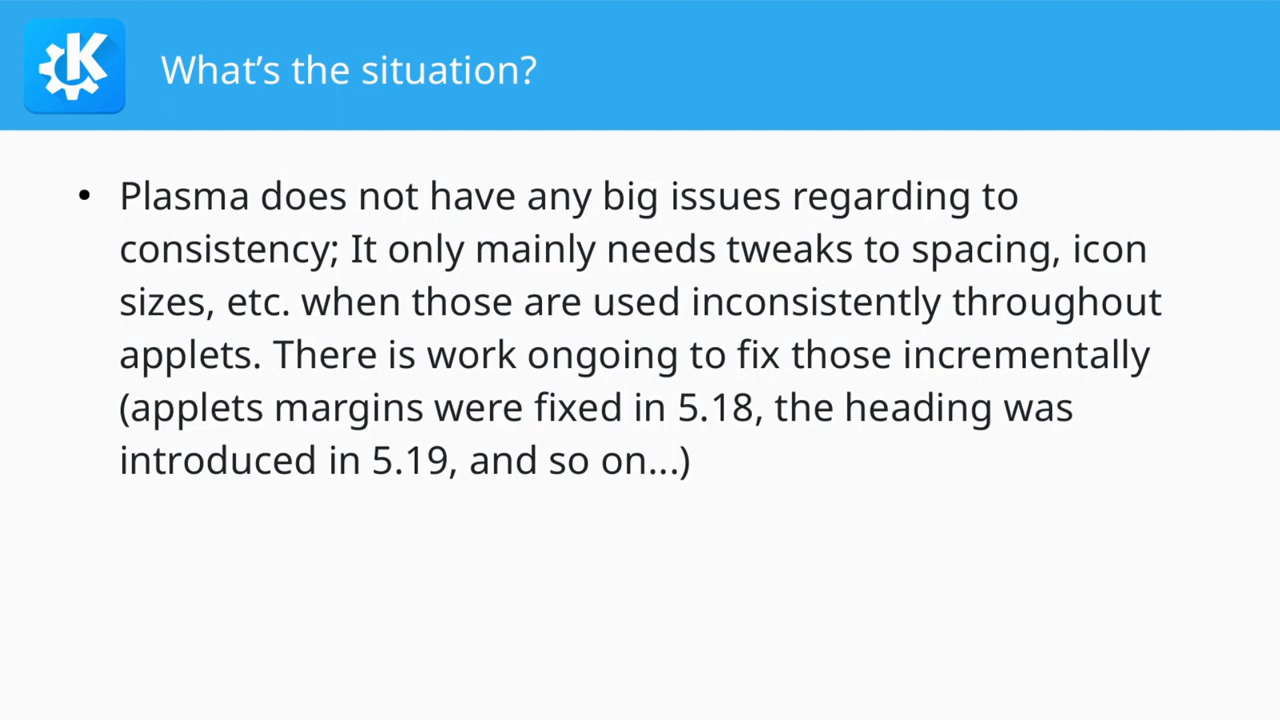 What’s the situation?
• Plasma does not have any big issues regarding to
consistency; It only mainly needs tweaks to spacing, icon
sizes, etc. when those are used inconsistently throughout
applets. There is work ongoing to fix those incrementally
(applets margins were fixed in 5.18, the heading was
introduced in 5.19, and so on...)